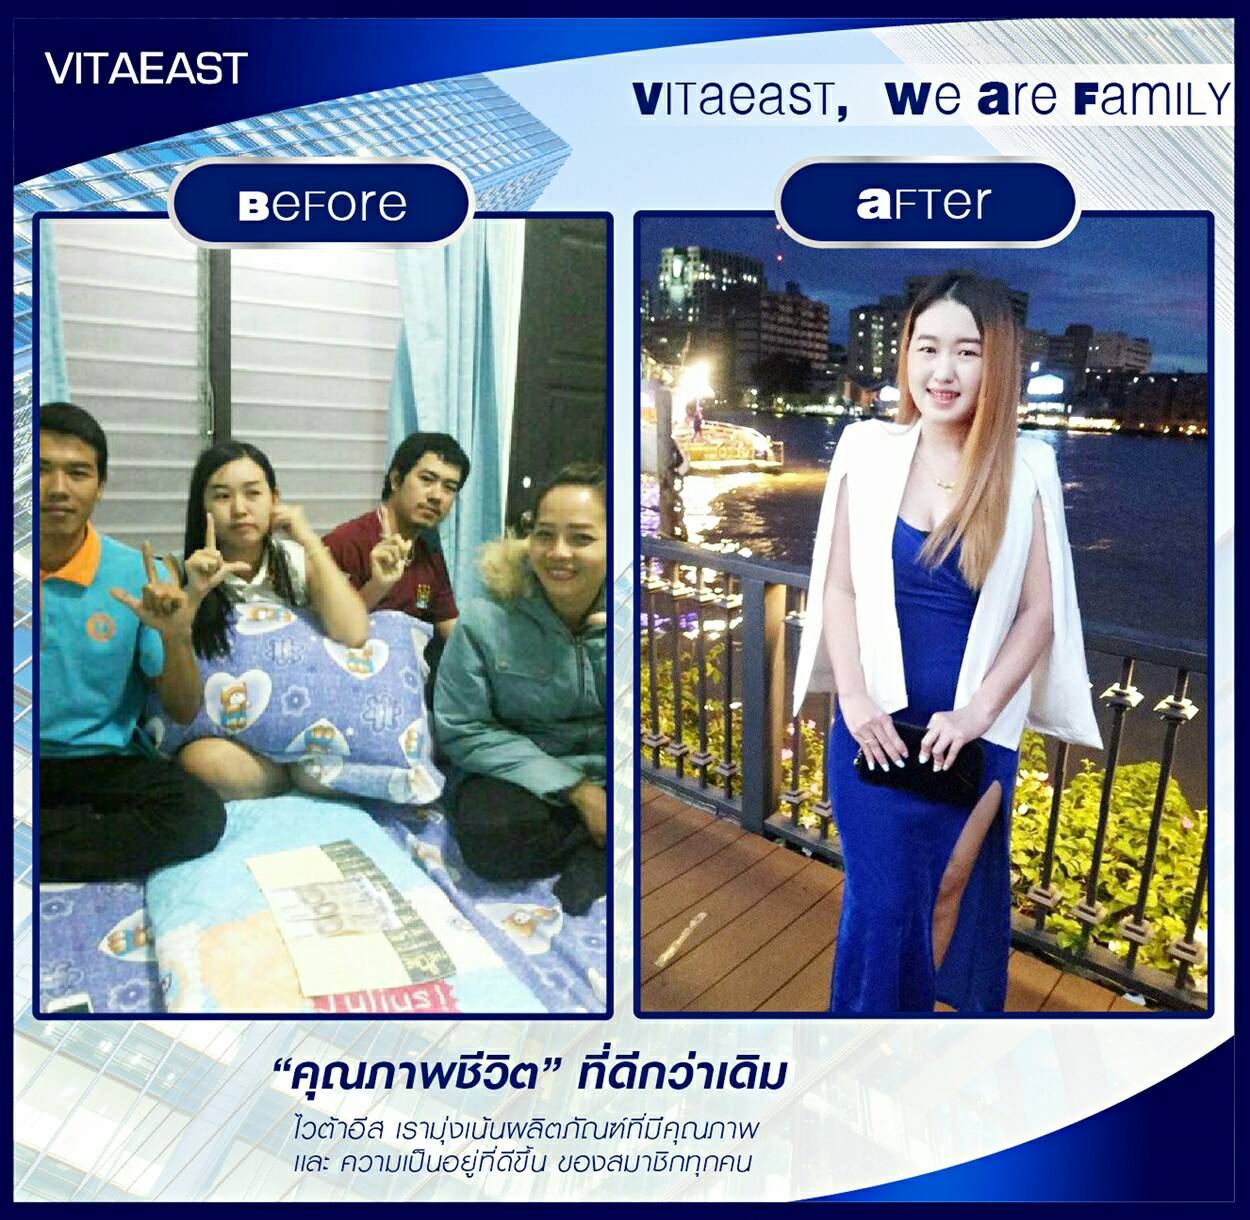 VITAEAST
VITaeasT, We are FamILY
BeFore
aFTer
Julius!
“คุณภาพชีวิต” ที่ดีกว่าเดิม
ไวต้าอีส เรามุ่งเน้นผลิตภัณฑ์ที่มีคุณภาพ
และ ความเป็นอยู่ที่ดีขึ้น ของสมาชิกทุกคน